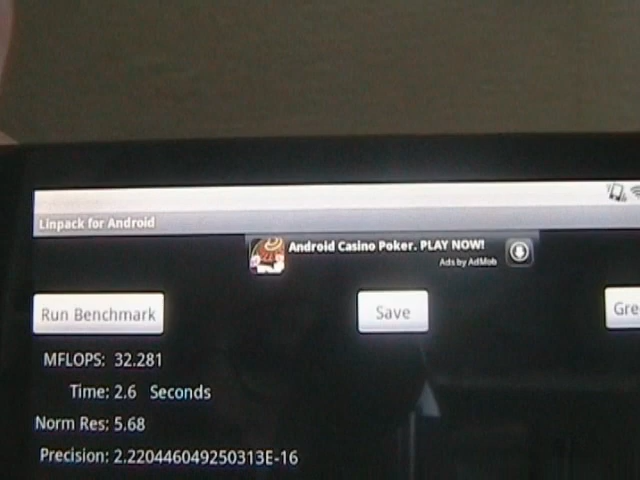 Linpack for Android
Android Casino Poker. PLAY NOW!
Ads by AdMob
Run Benchmark
Save
Gre
MFLOPS: 32.281
Time: 2.6 Seconds
Norm Res: 5.68
Precision: 2.220446049250313E-16